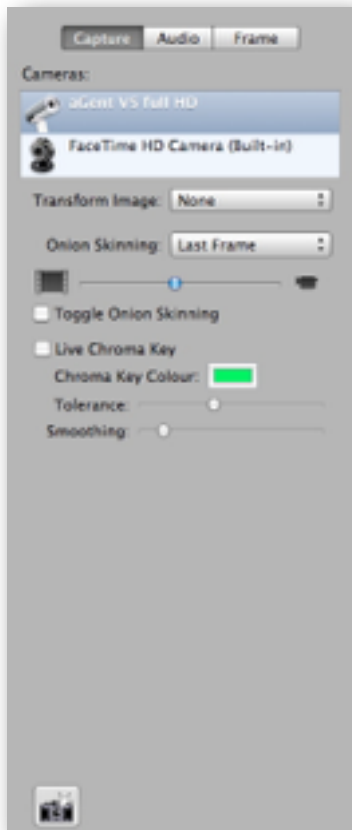 Capture Audio Frame
Cameras:
aGent V5 full HD
FaceTime HD Camera (Built-in)
Transform Image: None
Onion Skinning: Last Frame
Toggle Onion Skinning
Live Chroma Key
Chroma Key Colour:
Tolerance:
Smoothing: